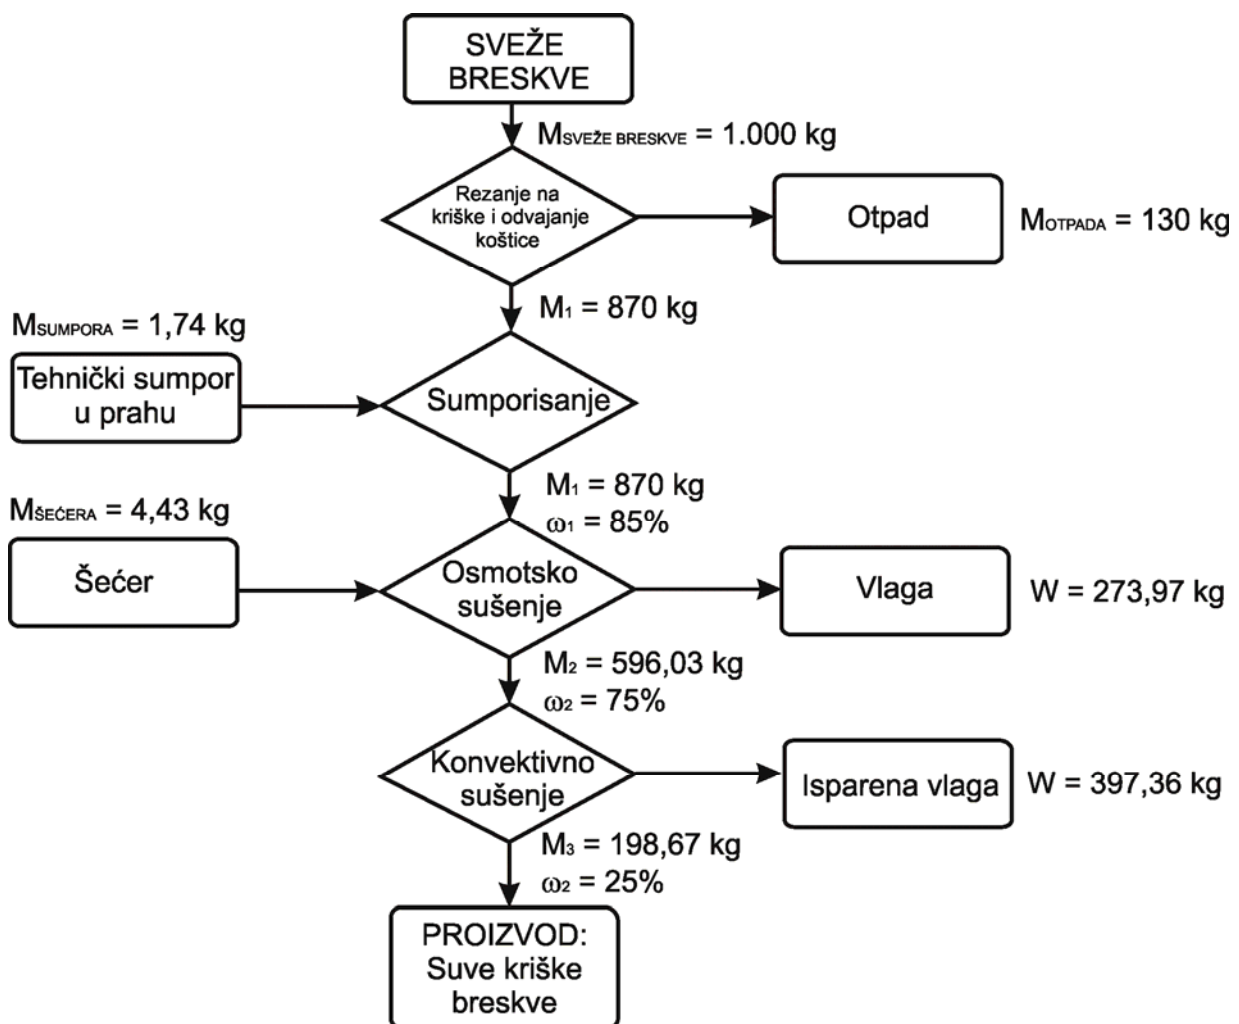 SVEŽE
BRESKVE
MSVEŽE BRESKVE = 1.000 kg
Rezanje na
kriške i odvajanje
koštice
Otpad
MOTPADA = 130 kg
M1 = 870 kg
MSUMPORA = 1,74 kg
Tehnički sumpor
u prahu
Sumporisanje
M1 = 870 kg
ω1 = 85%
MŠEĆERA = 4,43 kg
Šećer
Osmotsko
sušenje
Vlaga
W = 273,97 kg
M2 = 596,03 kg
ω2 = 75%
Konvektivno
sušenje
Isparena vlaga
W = 397,36 kg
M3 = 198,67 kg
ω2 = 25%
PROIZVOD:
Suve kriške
breskve